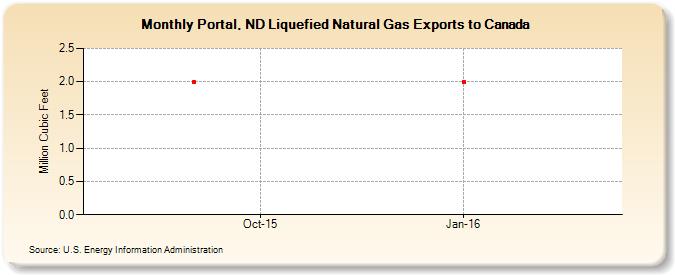 Monthly Portal, ND Liquefied Natural Gas Exports to Canada
Million Cubic Feet
2.5
2.0
1.5
1.0
0.5
0.0
Oct-15 Jan-16
Source: U.S. Energy Information Administration